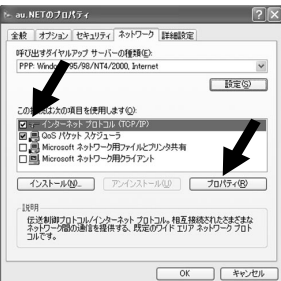 au.NETのプロパティ
全般 オプション セキュリティ ネットワーク 詳細設定
呼び出すダイヤルアップ サーバーの種類(E):
PPP: Windows 95/98/NT4/2000, Internet
設定(S)
この接続は次の項目を使用します(O):
インターネット プロトコル (TCP/IP)
QoS パケット スケジューラ
Microsoft ネットワーク用ファイルとプリンタ共有
Microsoft ネットワーク用クライアント
インストール(N)... アンインストール(U) プロパティ(R)
説明
伝送制御プロトコル/インターネット プロトコル。相互接続されたさまざまな
ネットワーク間の通信を提供する、既定のワイド エリア ネットワーク プロト
コルです。
OK キャンセル